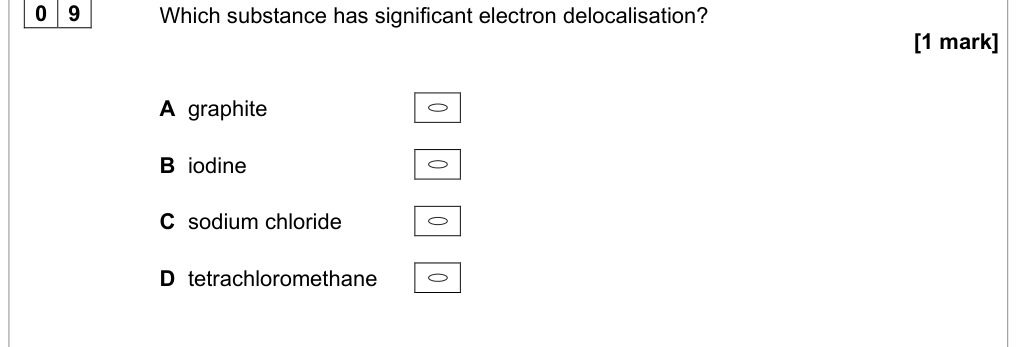 0 9 Which substance has significant electron delocalisation?
[1 mark]
A graphite
B iodine
C sodium chloride
D tetrachloromethane